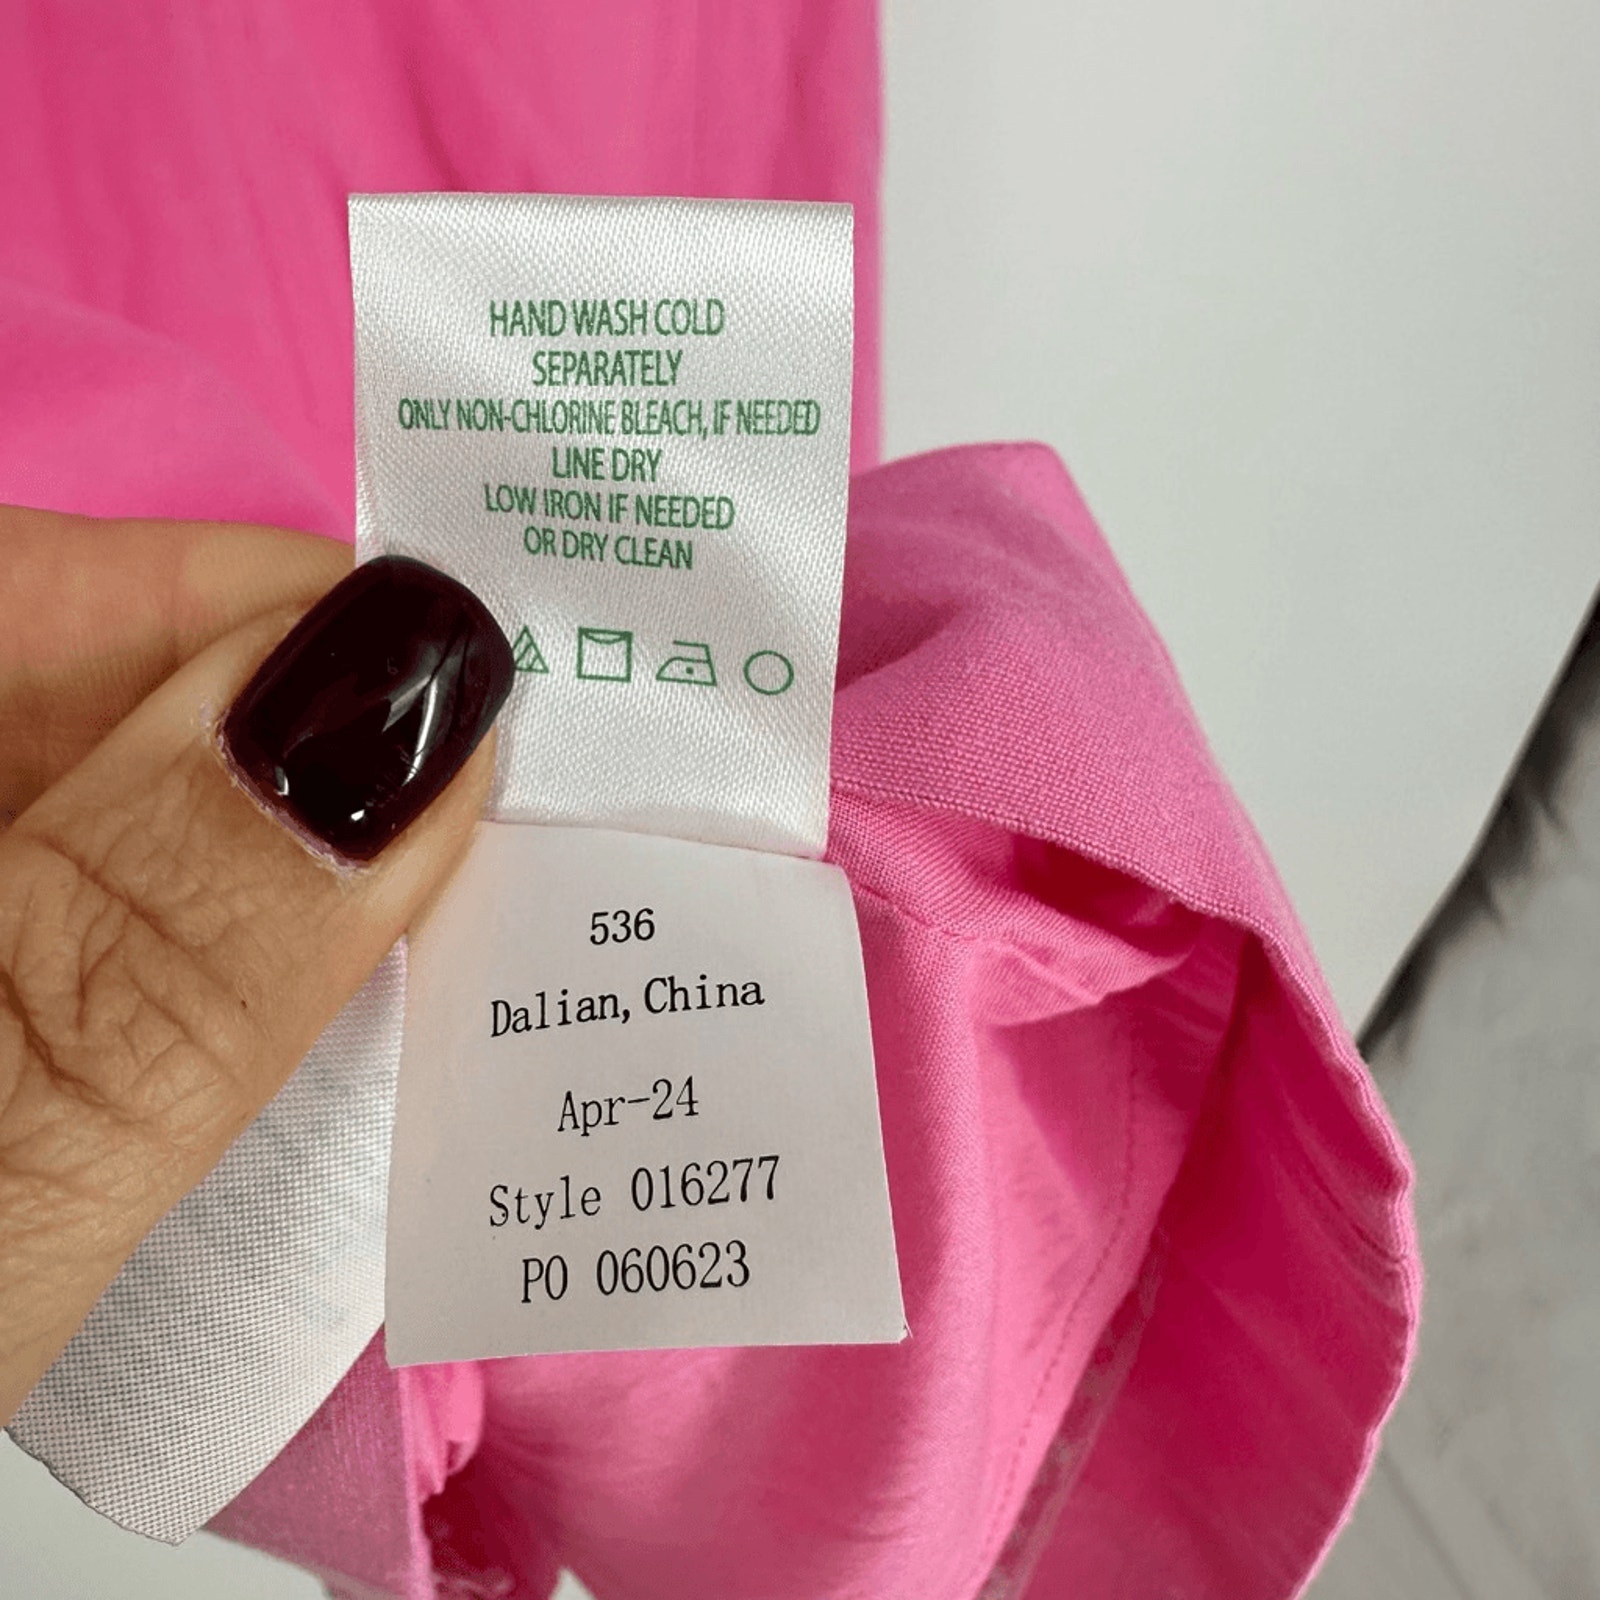 HAND WASH COLD
SEPARATELY
ONLY NON-CHLORINE BLEACH, IF NEEDED
LINE DRY
LOW IRON IF NEEDED
OR DRY CLEAN
536
Dalian, China
Apr-24
Style 016277
PO 060623